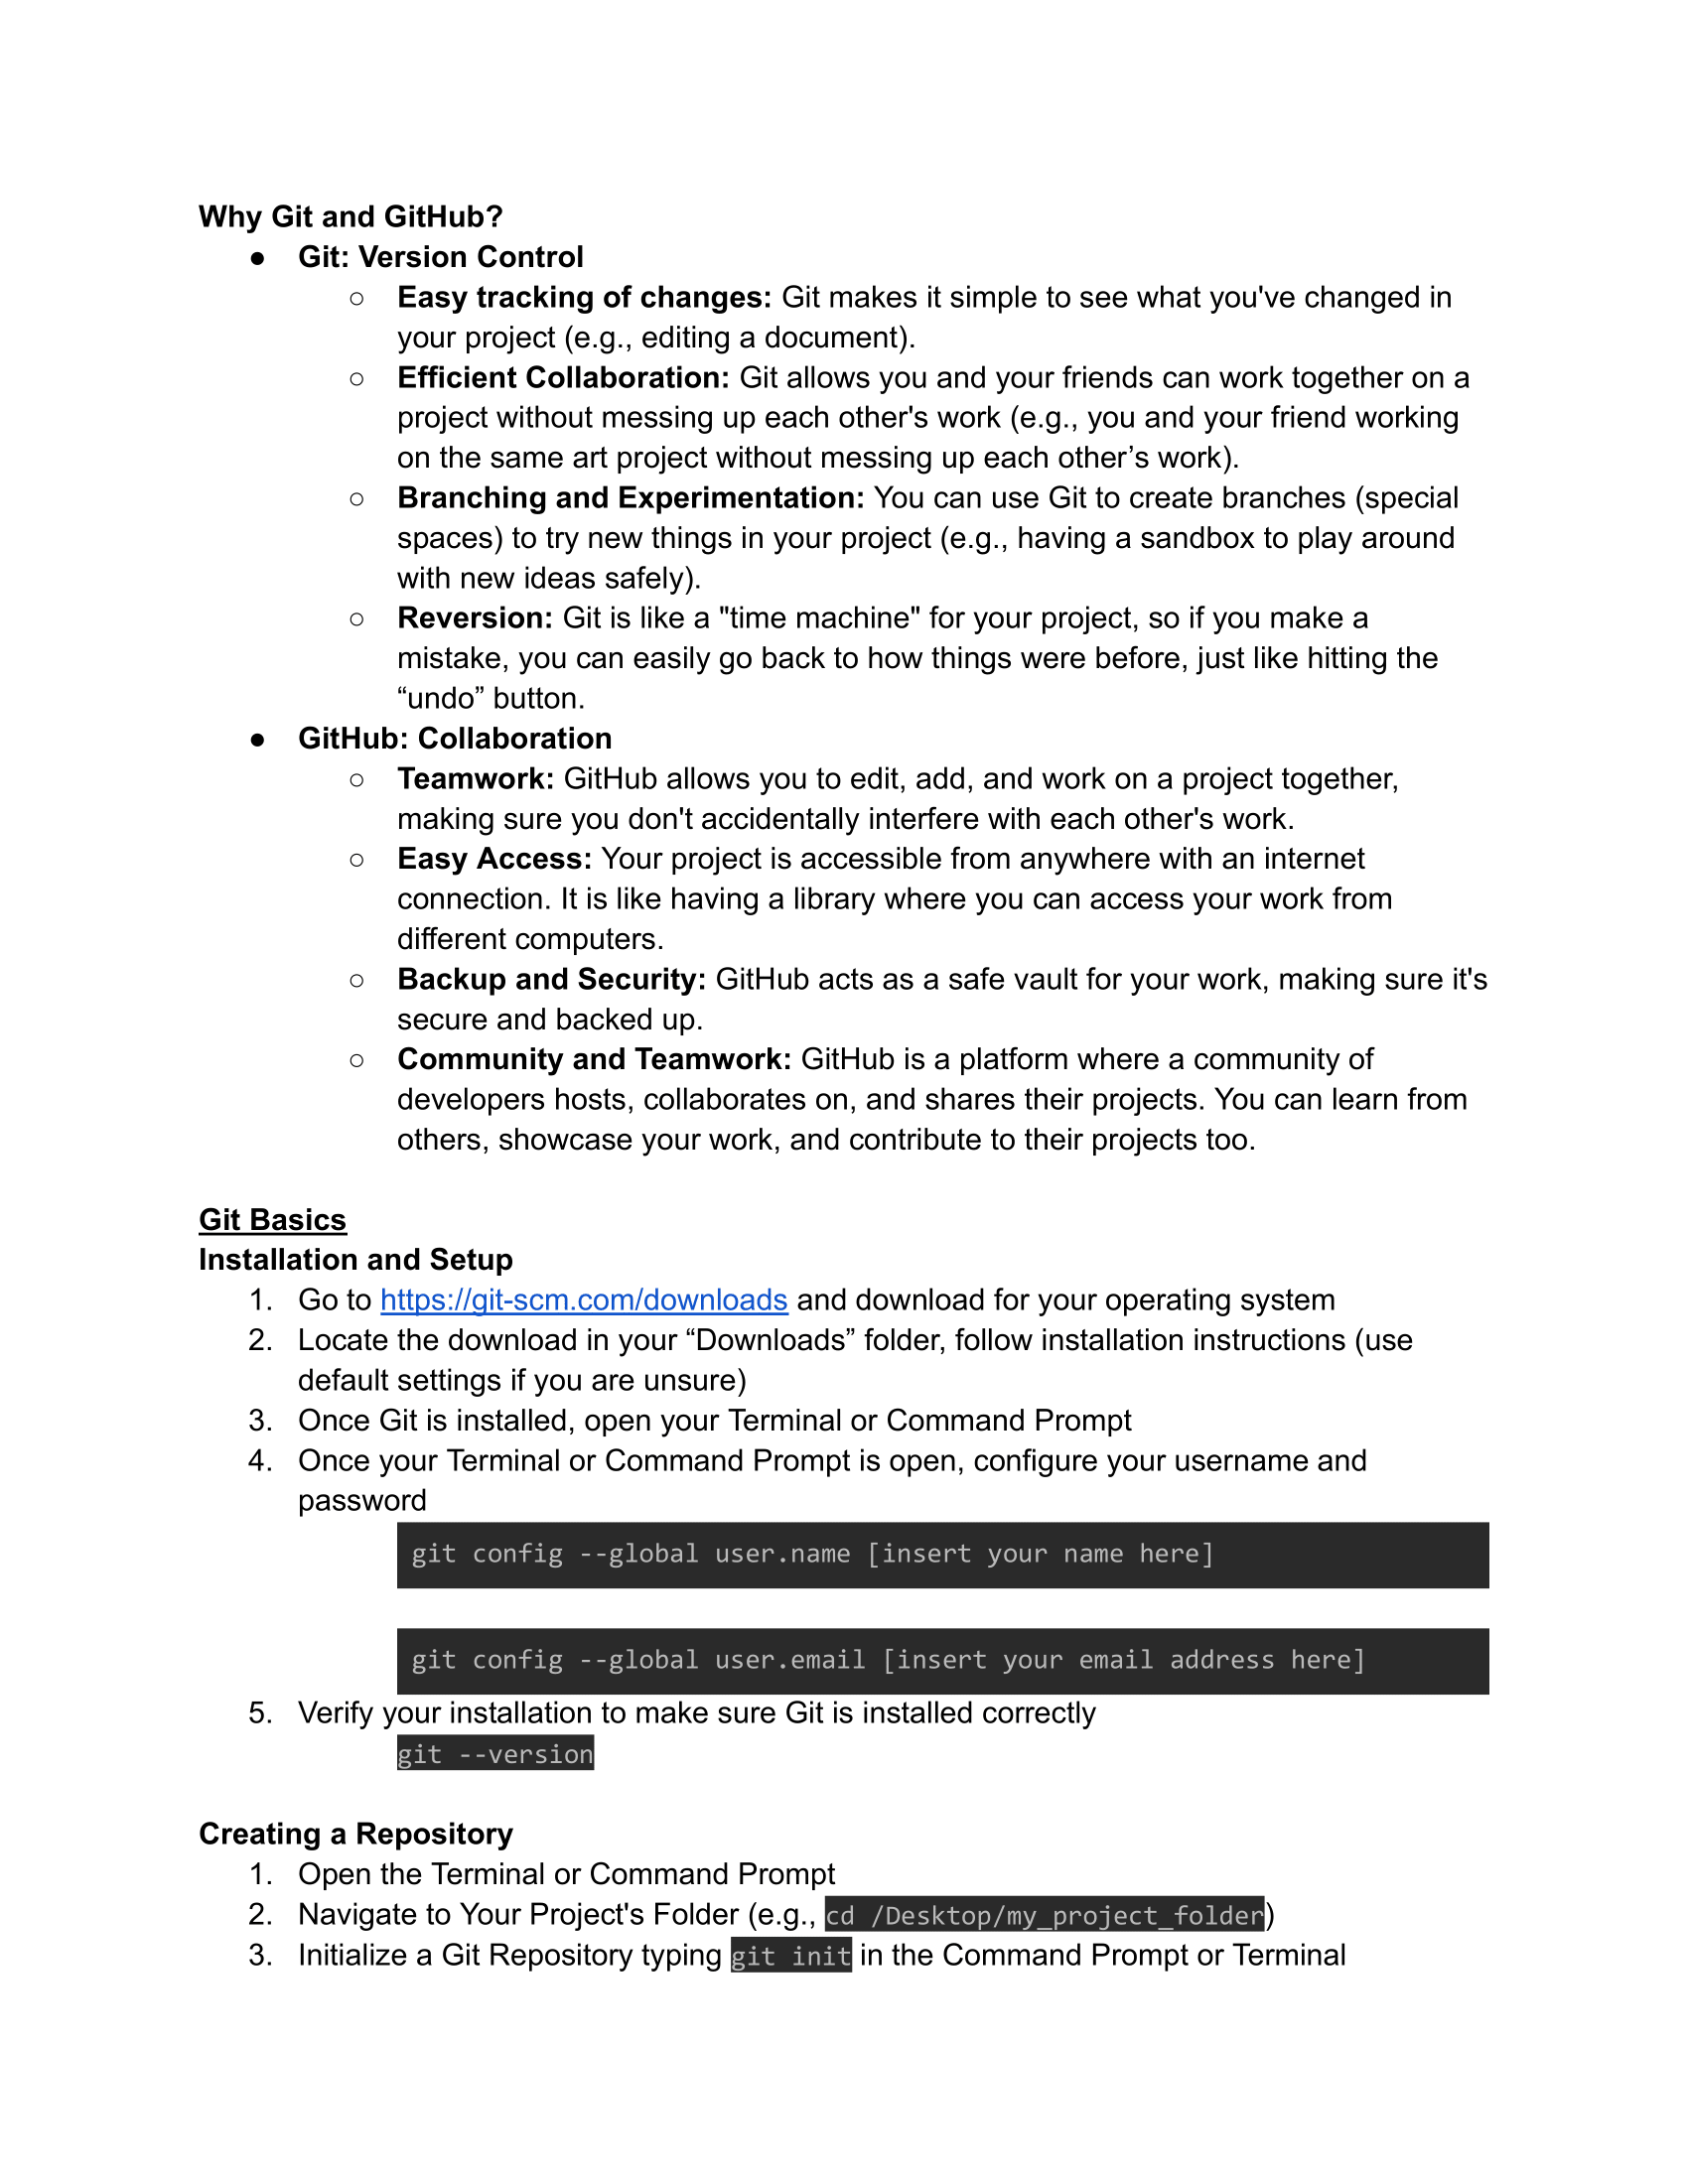 Why Git and GitHub?
● Git: Version Control
○ Easy tracking of changes: Git makes it simple to see what you've changed in
your project (e.g., editing a document).
○ Efficient Collaboration: Git allows you and your friends can work together on a
project without messing up each other's work (e.g., you and your friend working
on the same art project without messing up each other’s work).
○ Branching and Experimentation: You can use Git to create branches (special
spaces) to try new things in your project (e.g., having a sandbox to play around
with new ideas safely).
○ Reversion: Git is like a "time machine" for your project, so if you make a
mistake, you can easily go back to how things were before, just like hitting the
“undo” button.
● GitHub: Collaboration
○ Teamwork: GitHub allows you to edit, add, and work on a project together,
making sure you don't accidentally interfere with each other's work.
○ Easy Access: Your project is accessible from anywhere with an internet
connection. It is like having a library where you can access your work from
different computers.
○ Backup and Security: GitHub acts as a safe vault for your work, making sure it's
secure and backed up.
○ Community and Teamwork: GitHub is a platform where a community of
developers hosts, collaborates on, and shares their projects. You can learn from
others, showcase your work, and contribute to their projects too.
Git Basics
Installation and Setup
1. Go to https://git-scm.com/downloads and download for your operating system
2. Locate the download in your “Downloads” folder, follow installation instructions (use
default settings if you are unsure)
3. Once Git is installed, open your Terminal or Command Prompt
4. Once your Terminal or Command Prompt is open, configure your username and
password
git config --global user.name [insert your name here]
git config --global user.email [insert your email address here]
5. Verify your installation to make sure Git is installed correctly
git --version
Creating a Repository
1. Open the Terminal or Command Prompt
2. Navigate to Your Project's Folder (e.g., cd /Desktop/my_project_folder)
3. Initialize a Git Repository typing git init in the Command Prompt or Terminal